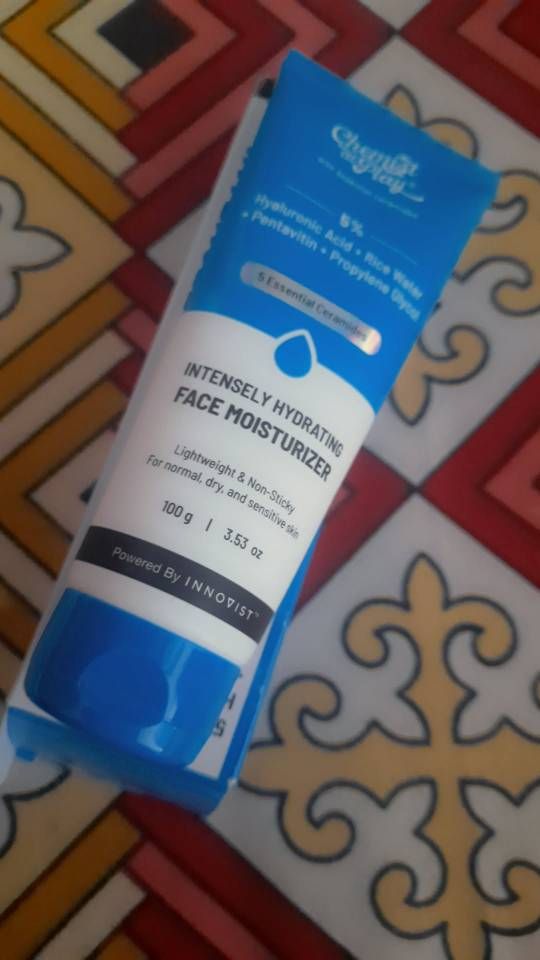 Chemist
At Play
5%
Hyaluronic Acid + Rice Water
+ Pentavitin + Propylene Glycol
5 Essential Ceramides
INTENSELY HYDRATING
FACE MOISTURIZER
Lightweight & Non-Sticky
For normal, dry, and sensitive skin
100 g | 3.53 oz
Powered By INNOVIST™